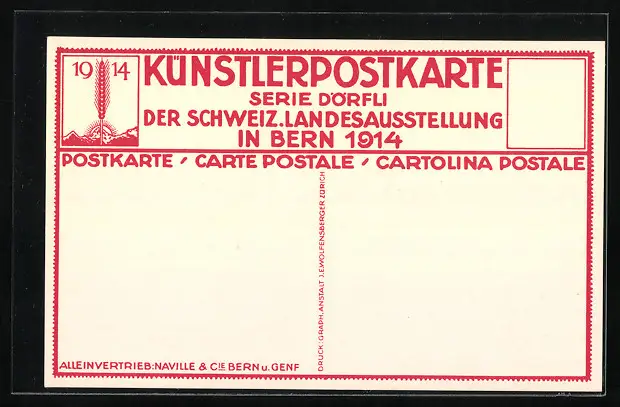 19 14
KÜNSTLERPOSTKARTE
SERIE DÖRFLI
DER SCHWEIZ. LANDESAUSSTELLUNG
IN BERN 1914
POSTKARTE / CARTE POSTALE / CARTOLINA POSTALE
DRUCK: GRAPH. ANSTALT J.E.WOLFENSBERGER ZÜRICH
ALLEINVERTRIEB: NAVILLE & CIE BERN u. GENF